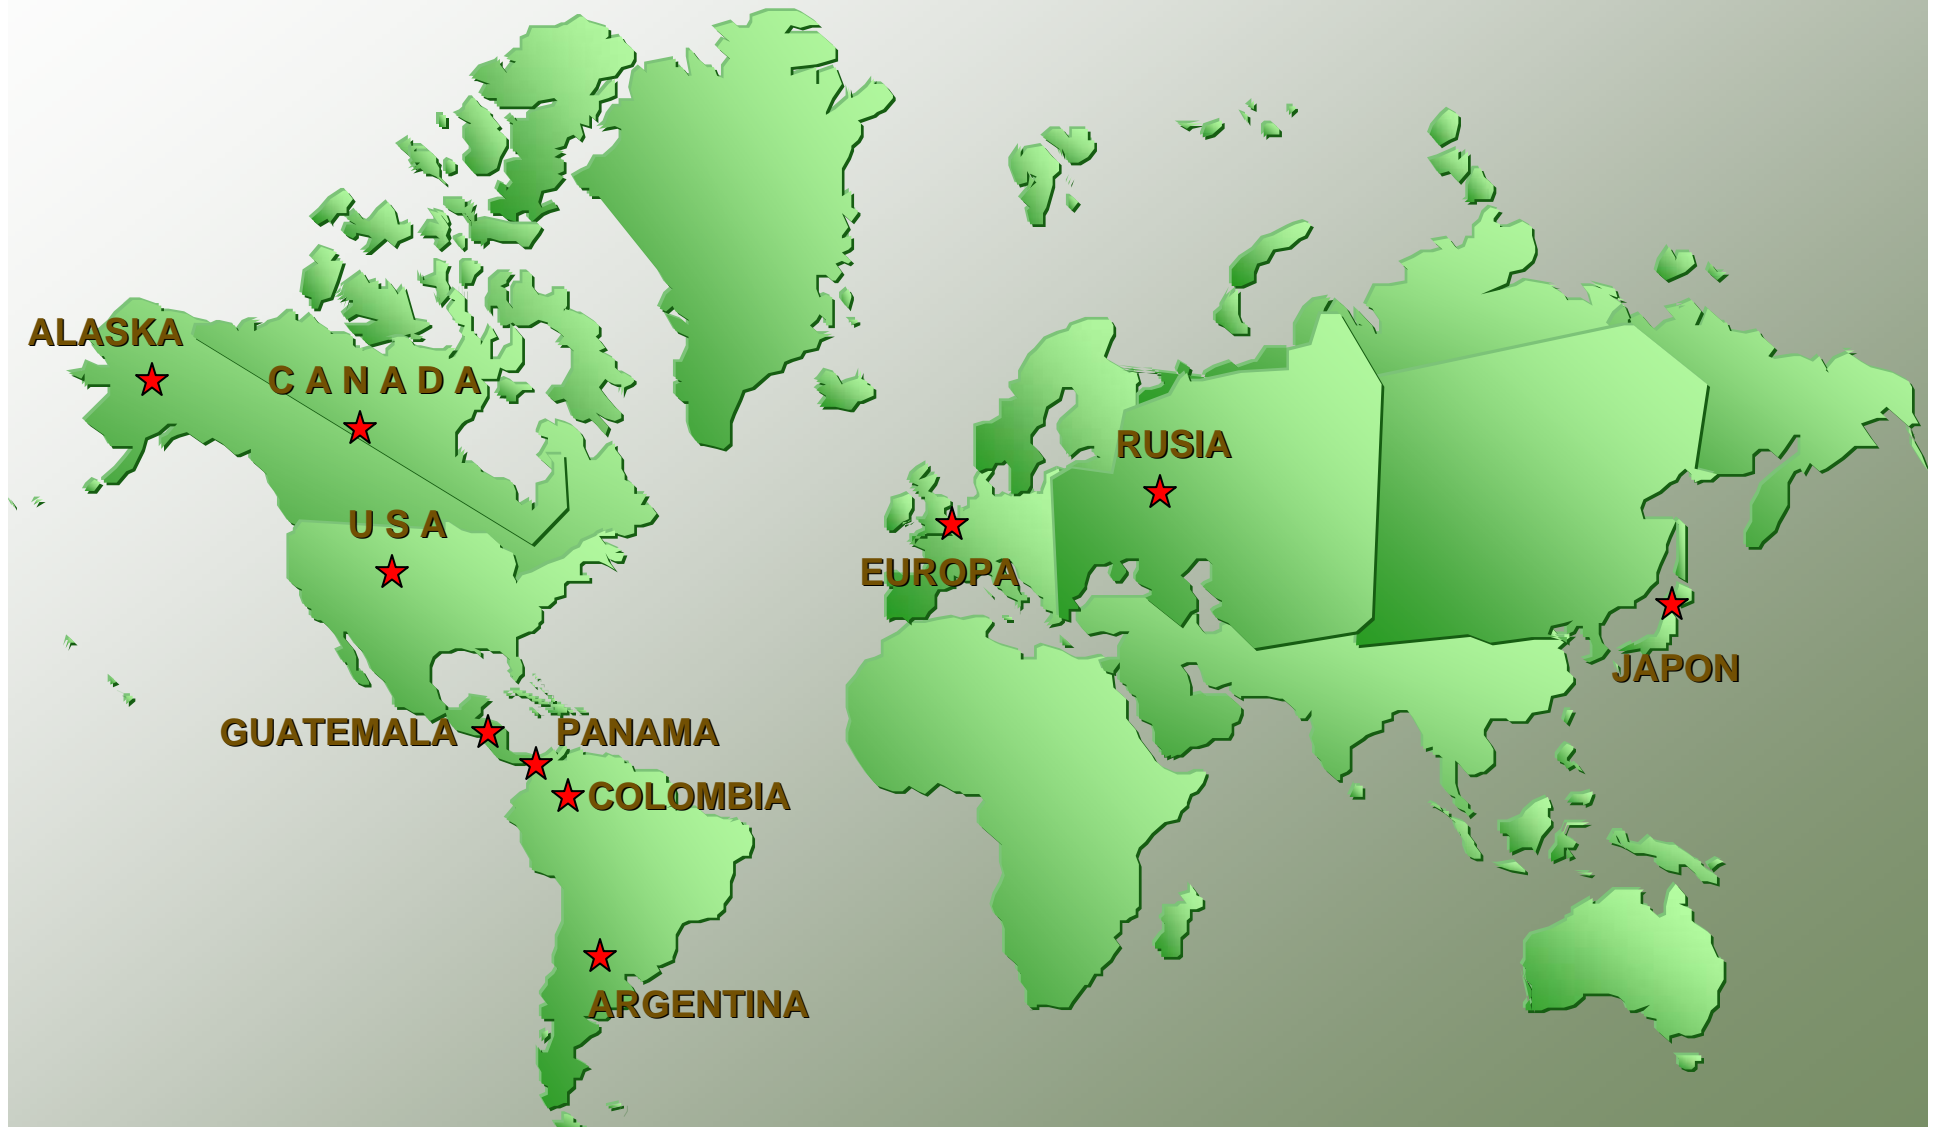 ALASKA
C A N A D A
RUSIA
U S A
EUROPA
JAPON
GUATEMALA
PANAMA
COLOMBIA
ARGENTINA